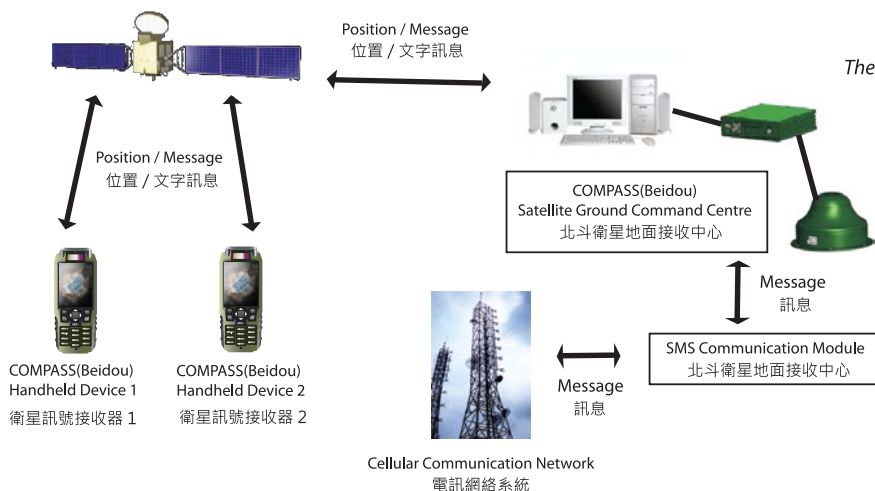 Position / Message
位置 / 文字訊息
The
Position / Message
位置 / 文字訊息
COMPASS(Beidou)
Satellite Ground Command Centre
北斗衛星地面接收中心
Message
訊息
SMS Communication Module
北斗衛星地面接收中心
Message
訊息
COMPASS(Beidou)
Handheld Device 1
衛星訊號接收器 1
COMPASS(Beidou)
Handheld Device 2
衛星訊號接收器 2
Cellular Communication Network
電訊網絡系統